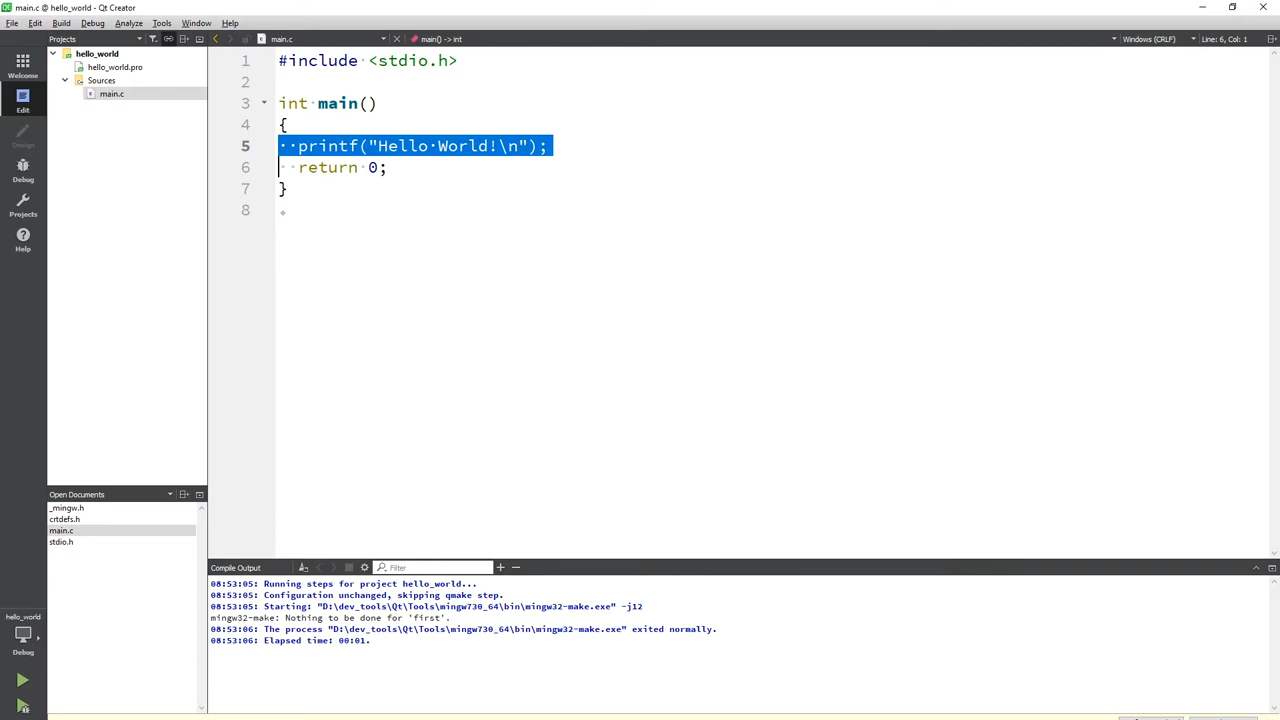 main.c @ hello_world - Qt Creator
File Edit Build Debug Analyze Tools Window Help
Projects
main.c
main() -> int
Windows (CRLF)
Line: 6, Col: 1
Welcome
Edit
Design
Debug
Projects
Help
hello_world
hello_world.pro
Sources
main.c
1 #include <stdio.h>
2
3 int main()
4 {
5 ··printf("Hello·World!\n");
6 ··return·0;
7 }
8
Open Documents
_mingw.h
crtdefs.h
main.c
stdio.h
hello_world
Debug
Compile Output
Filter
08:53:05: Running steps for project hello_world...
08:53:05: Configuration unchanged, skipping qmake step.
08:53:05: Starting: "D:\dev_tools\Qt\Tools\mingw730_64\bin\mingw32-make.exe" -j12
mingw32-make: Nothing to be done for 'first'.
08:53:06: The process "D:\dev_tools\Qt\Tools\mingw730_64\bin\mingw32-make.exe" exited normally.
08:53:06: Elapsed time: 00:01.